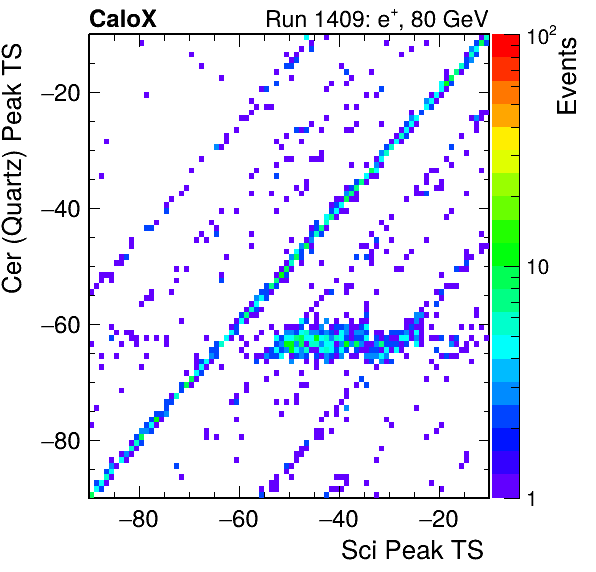 CaloX Run 1409: e+, 80 GeV
Cer (Quartz) Peak TS
−20
−40
−60
−80
−80 −60 −40 −20
Sci Peak TS
10²
10
1
Events